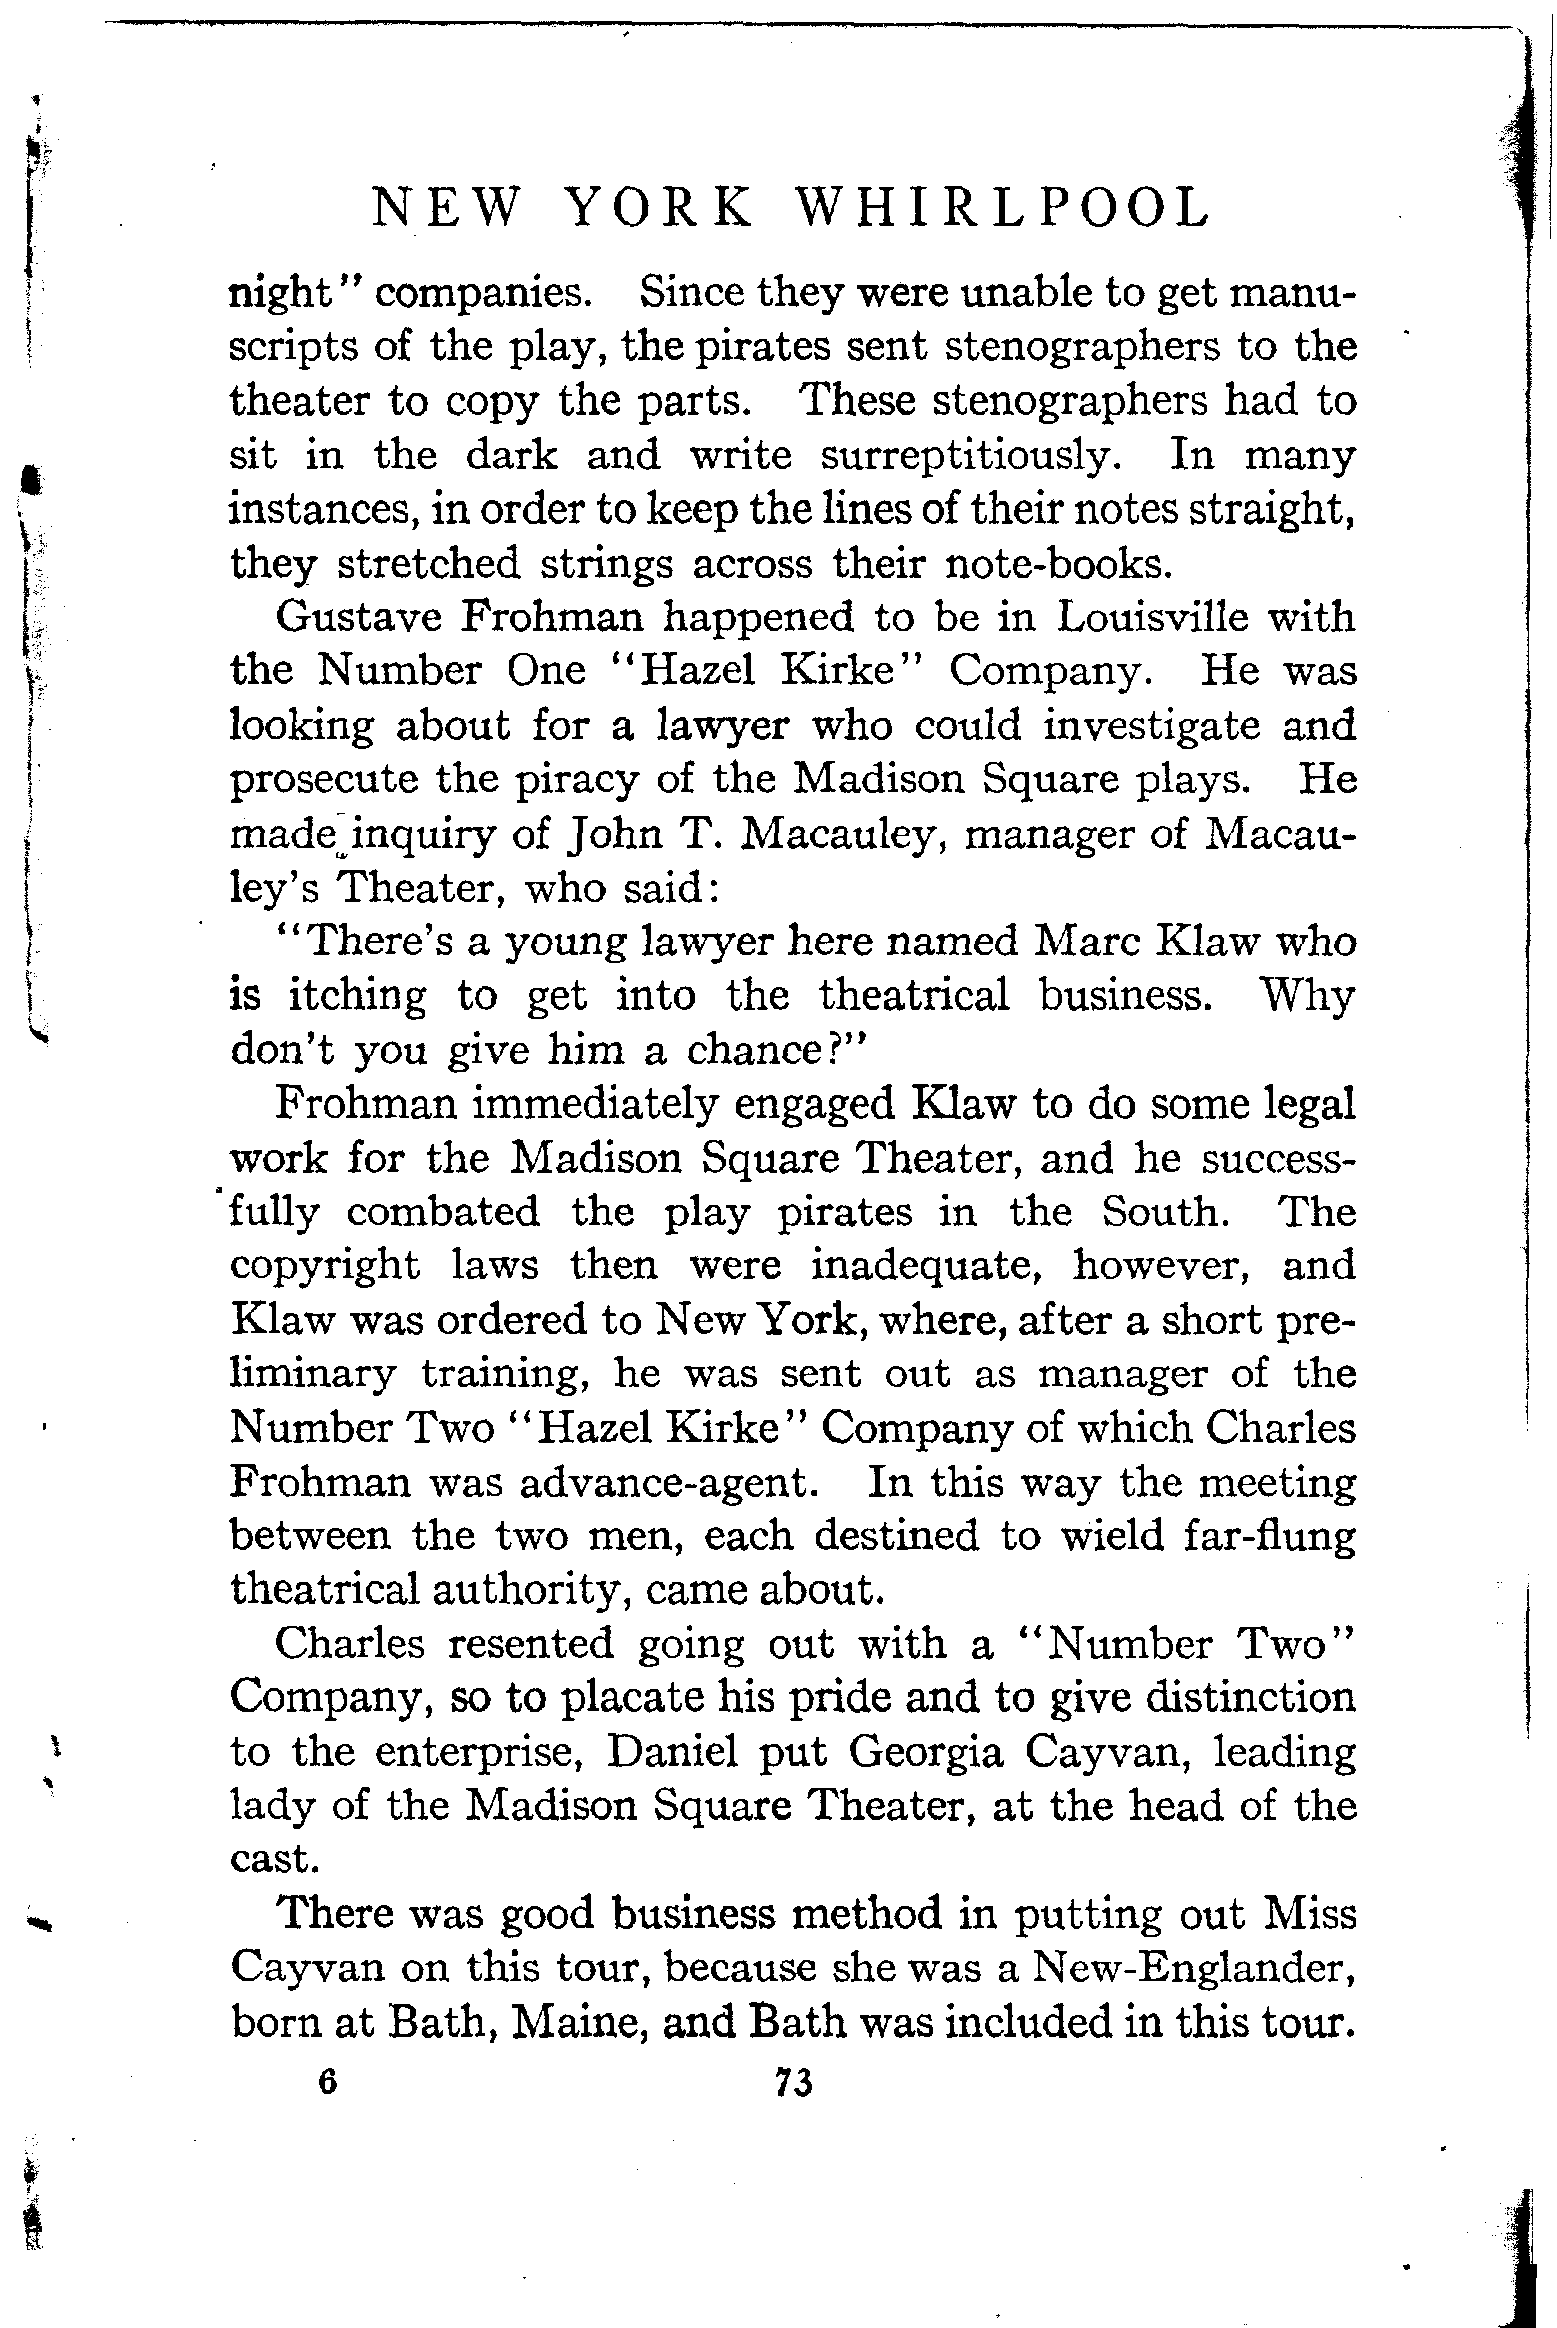 NEW YORK WHIRLPOOL
night" companies. Since they were unable to get manu-
scripts of the play, the pirates sent stenographers to the
theater to copy the parts. These stenographers had to
sit in the dark and write surreptitiously. In many
instances, in order to keep the lines of their notes straight,
they stretched strings across their note-books.
Gustave Frohman happened to be in Louisville with
the Number One "Hazel Kirke" Company. He was
looking about for a lawyer who could investigate and
prosecute the piracy of the Madison Square plays. He
made inquiry of John T. Macauley, manager of Macau-
ley's Theater, who said:
"There's a young lawyer here named Marc Klaw who
is itching to get into the theatrical business. Why
don't you give him a chance?"
Frohman immediately engaged Klaw to do some legal
work for the Madison Square Theater, and he success-
fully combated the play pirates in the South. The
copyright laws then were inadequate, however, and
Klaw was ordered to New York, where, after a short pre-
liminary training, he was sent out as manager of the
Number Two "Hazel Kirke" Company of which Charles
Frohman was advance-agent. In this way the meeting
between the two men, each destined to wield far-flung
theatrical authority, came about.
Charles resented going out with a "Number Two"
Company, so to placate his pride and to give distinction
to the enterprise, Daniel put Georgia Cayvan, leading
lady of the Madison Square Theater, at the head of the
cast.
There was good business method in putting out Miss
Cayvan on this tour, because she was a New-Englander,
born at Bath, Maine, and Bath was included in this tour.
6 73